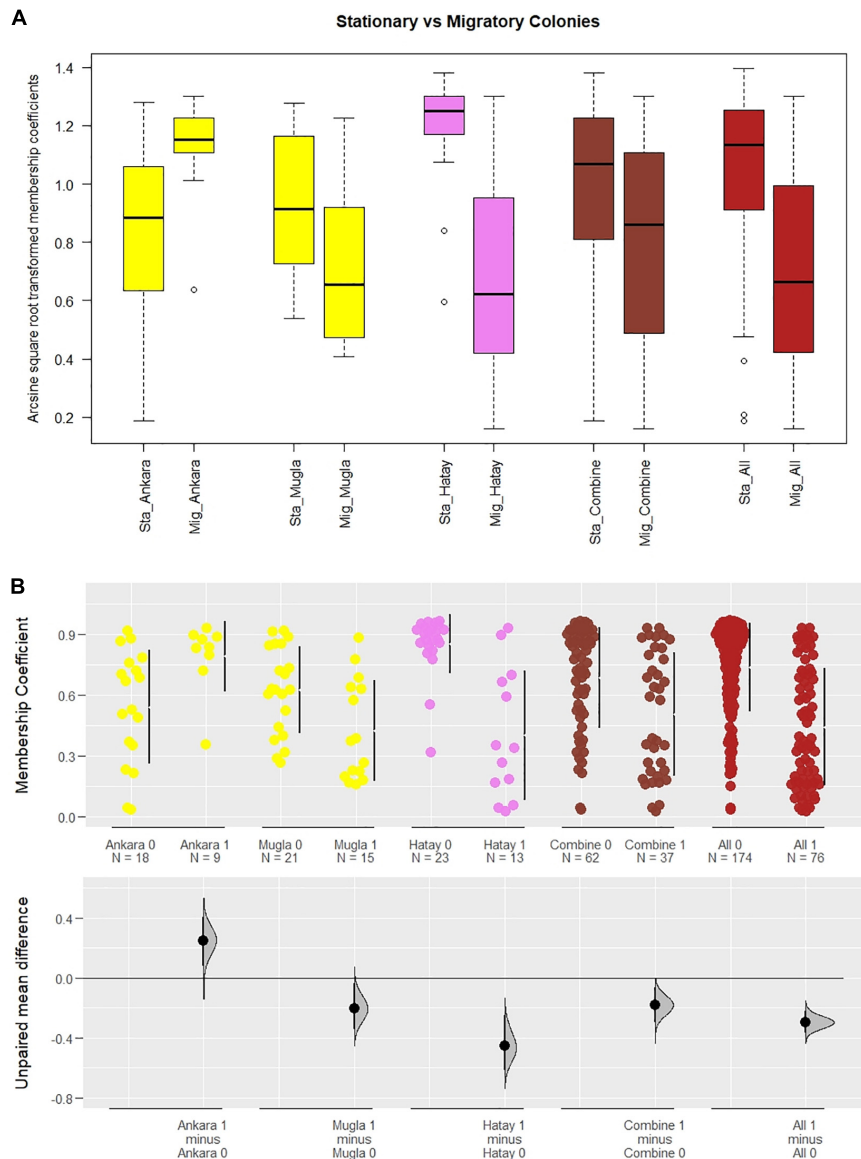 A
Stationary vs Migratory Colonies
Arcsine square root transformed membership coefficients
1.4
1.2
1.0
0.8
0.6
0.4
0.2
Sta_Ankara
Mig_Ankara
Sta_Mugla
Mig_Mugla
Sta_Hatay
Mig_Hatay
Sta_Combine
Mig_Combine
Sta_All
Mig_All
B
Membership Coefficient
0.9
0.6
0.3
0.0
Ankara 0
N = 18
Ankara 1
N = 9
Mugla 0
N = 21
Mugla 1
N = 15
Hatay 0
N = 23
Hatay 1
N = 13
Combine 0
N = 62
Combine 1
N = 37
All 0
N = 174
All 1
N = 76
Unpaired mean difference
0.4
0.0
-0.4
-0.8
Ankara 1
minus
Ankara 0
Mugla 1
minus
Mugla 0
Hatay 1
minus
Hatay 0
Combine 1
minus
Combine 0
All 1
minus
All 0